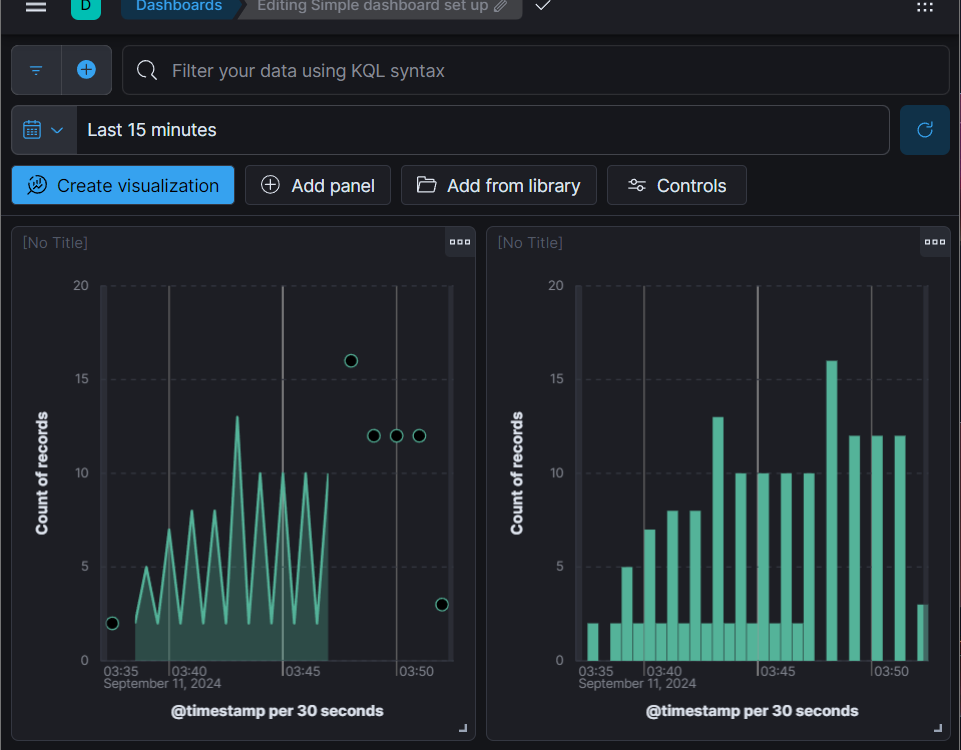 D Dashboards Editing Simple dashboard set up
Filter your data using KQL syntax
Last 15 minutes
Create visualization Add panel Add from library Controls
[No Title]
20
15
10
5
0
Count of records
03:35 03:40 03:45 03:50
September 11, 2024
@timestamp per 30 seconds
[No Title]
20
15
10
5
0
Count of records
03:35 03:40 03:45 03:50
September 11, 2024
@timestamp per 30 seconds